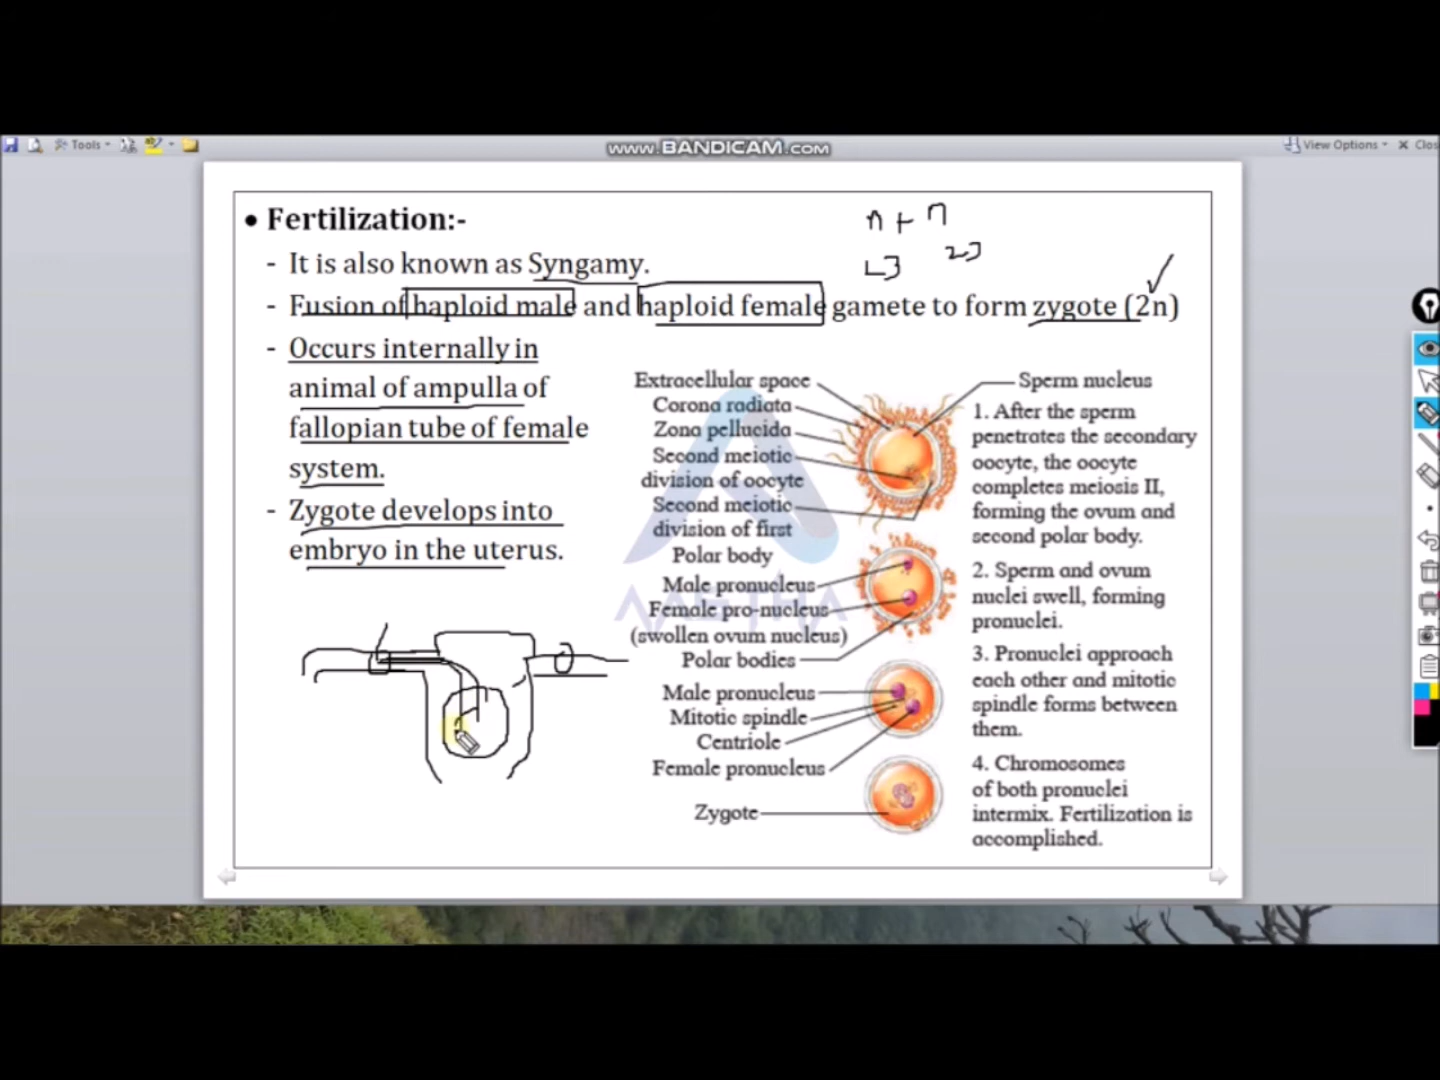 Tools
www.BANDICAM.com
View Options
Clos
• Fertilization:-
- It is also known as Syngamy.
- Fusion of haploid male and haploid female gamete to form zygote (2n)
- Occurs internally in
animal of ampulla of
fallopian tube of female
system.
- Zygote develops into
embryo in the uterus.
n + n
23 23
Extracellular space
Corona radiata
Zona pellucida
Second meiotic
division of oocyte
Second meiotic
division of first
Polar body
Male pronucleus
Female pro-nucleus
(swollen ovum nucleus)
Polar bodies
Male pronucleus
Mitotic spindle
Centriole
Female pronucleus
Zygote
Sperm nucleus
1. After the sperm
penetrates the secondary
oocyte, the oocyte
completes meiosis II,
forming the ovum and
second polar body.
2. Sperm and ovum
nuclei swell, forming
pronuclei.
3. Pronuclei approach
each other and mitotic
spindle forms between
them.
4. Chromosomes
of both pronuclei
intermix. Fertilization is
accomplished.
AASTHA